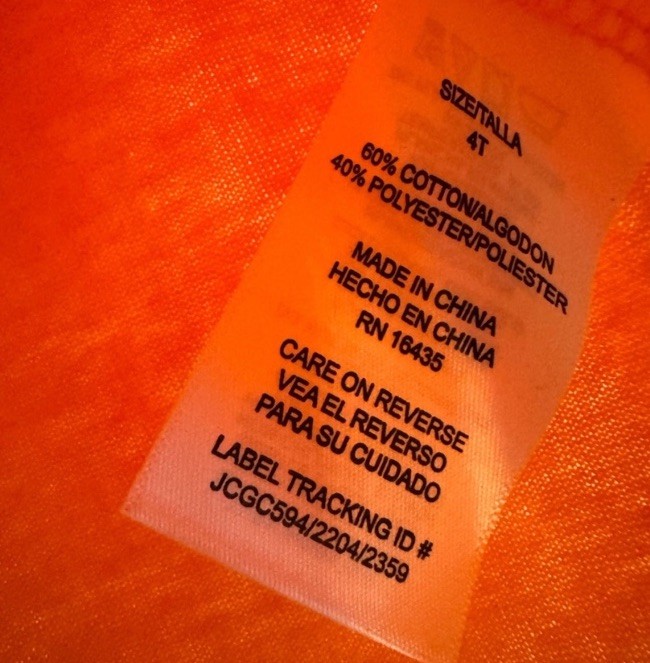 SIZE/TALLA
4T
60% COTTON/ALGODON
40% POLYESTER/POLIESTER
MADE IN CHINA
HECHO EN CHINA
RN 16435
CARE ON REVERSE
VEA EL REVERSO
PARA SU CUIDADO
LABEL TRACKING ID #
JCGC594/2204/2359